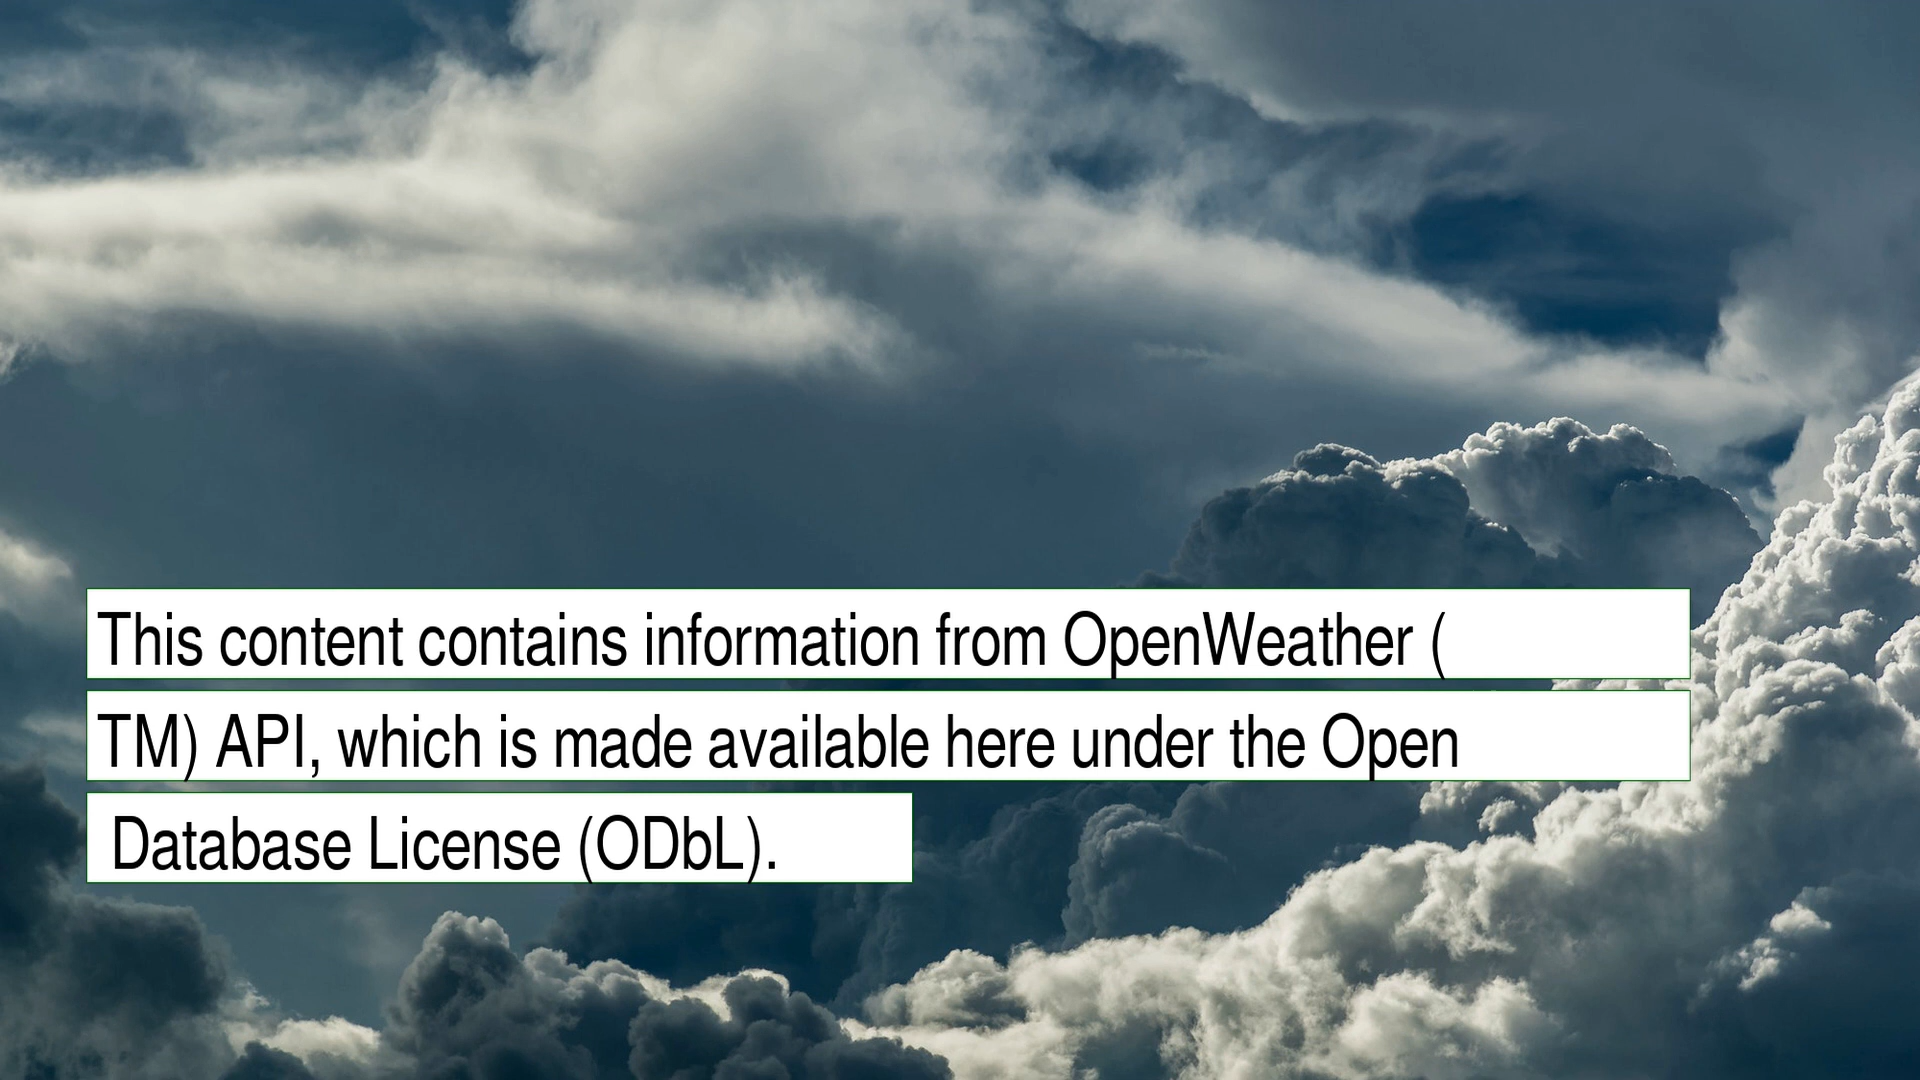 This content contains information from OpenWeather (
TM) API, which is made available here under the Open
Database License (ODbL).